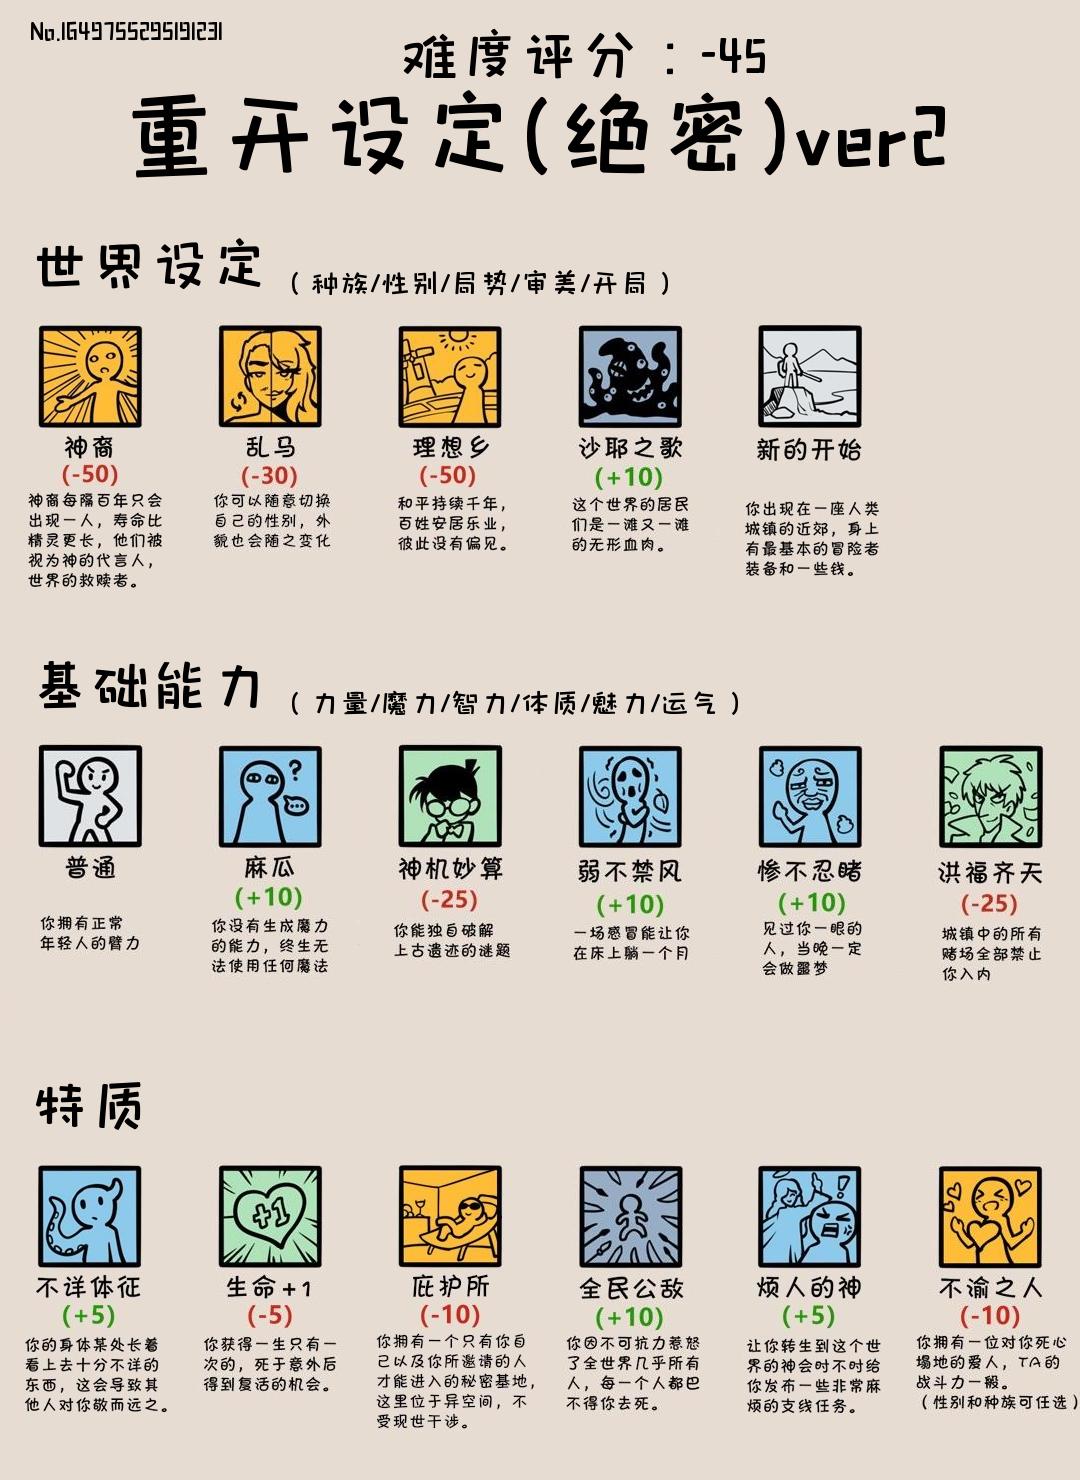 No.1649755295191231
难度评分：-45
重开设定(绝密)ver2
世界设定（种族/性别/局势/审美/开局）
神裔
(-50)
神裔每隔百年只会
出现一人，寿命比
精灵更长，他们被
视为神的代言人，
世界的救赎者。
乱马
(-30)
你可以随意切换
自己的性别，外
貌也会随之变化
理想乡
(-50)
和平持续千年，
百姓安居乐业，
彼此没有偏见。
沙耶之歌
(+10)
这个世界的居民
们是一滩又一滩
的无形血肉。
新的开始
你出现在一座人类
城镇的近郊，身上
有最基本的冒险者
装备和一些钱。
基础能力（力量/魔力/智力/体质/魅力/运气）
普通
你拥有正常
年轻人的臂力
麻瓜
(+10)
你没有生成魔力
的能力，终生无
法使用任何魔法
神机妙算
(-25)
你能独自破解
上古遗迹的谜题
弱不禁风
(+10)
一场感冒能让你
在床上躺一个月
惨不忍睹
(+10)
见过你一眼的
人，当晚一定
会做噩梦
洪福齐天
(-25)
城镇中的所有
赌场全部禁止
你入内
特质
不详体征
(+5)
你的身体某处长着
看上去十分不详的
东西，这会导致其
他人对你敬而远之。
生命+1
(-5)
你获得一生只有一
次的，死于意外后
得到复活的机会。
庇护所
(-10)
你拥有一个只有你自
己以及你所邀请的人
才能进入的秘密基地，
这里位于异空间，不
受现世干涉。
全民公敌
(+10)
你因不可抗力惹怒
了全世界几乎所有
人，每一个人都巴
不得你去死。
烦人的神
(+5)
让你转生到这个世
界的神会时不时给
你发布一些非常麻
烦的支线任务。
不渝之人
(-10)
你拥有一位对你死心
塌地的爱人，TA的
战斗力一般。
（性别和种族可任选）